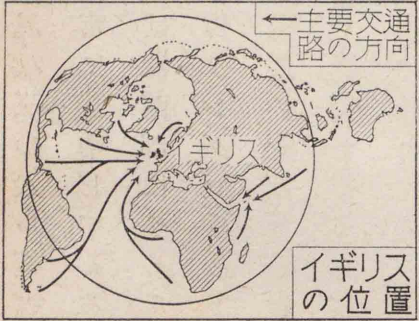 ←主要交通
路の方向
イギリス
イギリス
の位置